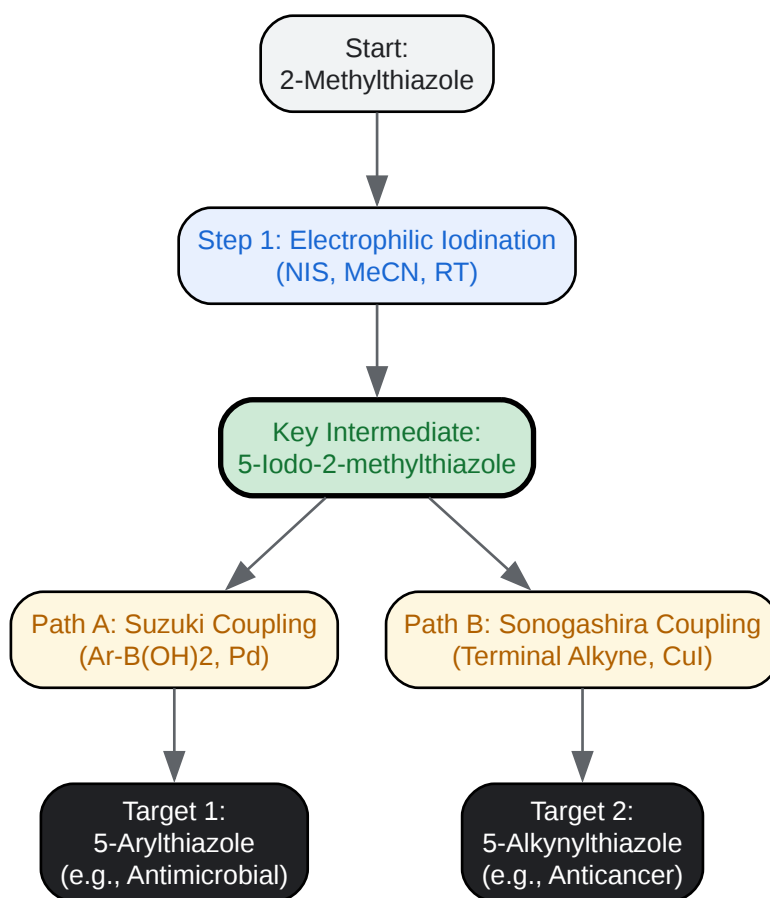 Start:
2-Methylthiazole
Step 1: Electrophilic Iodination
(NIS, MeCN, RT)
Key Intermediate:
5-Iodo-2-methylthiazole
Path A: Suzuki Coupling
(Ar-B(OH)2, Pd)
Path B: Sonogashira Coupling
(Terminal Alkyne, CuI)
Target 1:
5-Arylthiazole
(e.g., Antimicrobial)
Target 2:
5-Alkynylthiazole
(e.g., Anticancer)